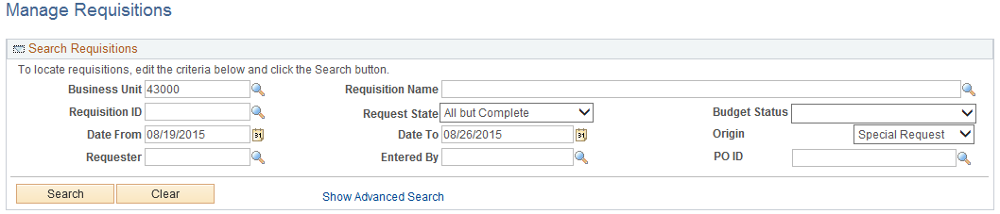 Manage Requisitions
Search Requisitions
To locate requisitions, edit the criteria below and click the Search button.
Business Unit 43000 Requisition Name
Requisition ID Request State All but Complete Budget Status
Date From 08/19/2015 31 Date To 08/26/2015 31 Origin Special Request
Requester Entered By PO ID
Search Clear Show Advanced Search